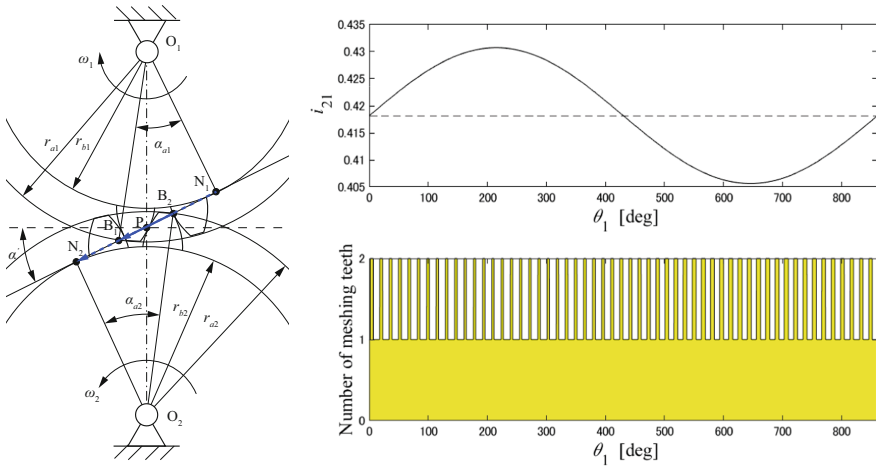 O1
ω1
ra1
rb1
αa1
N1
B2
B1
P
N2
α'
αa2
rb2
ra2
ω2
O2
0.435
0.43
0.425
0.42
0.415
0.41
0.405
i21
0 100 200 300 400 500 600 700 800
θ1 [deg]
2
1
0
Number of meshing teeth
0 100 200 300 400 500 600 700 800
θ1 [deg]